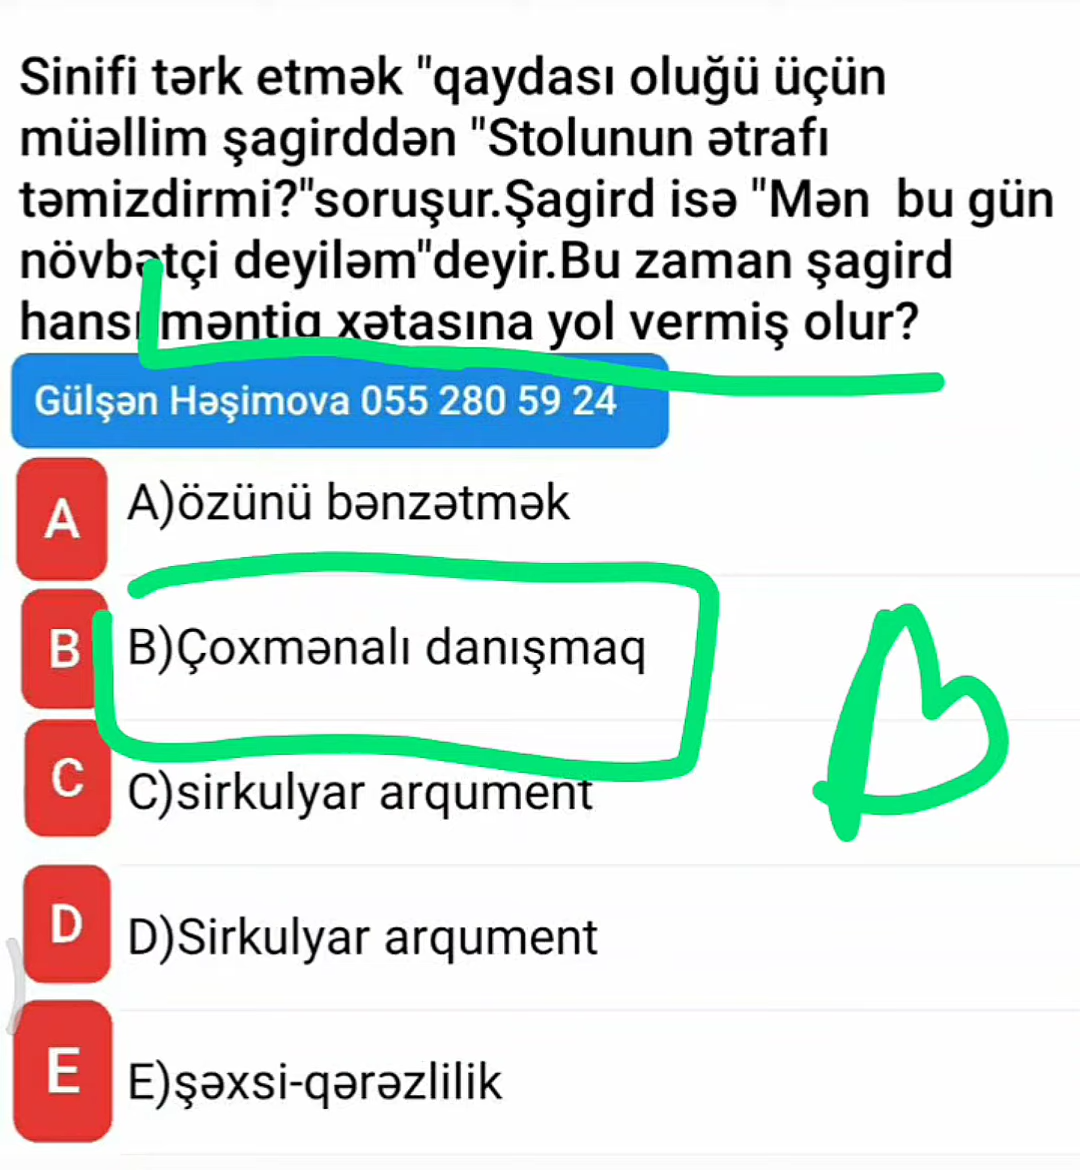 Sinifi tərk etmək "qaydası oluğü üçün
müəllim şagirddən "Stolunun ətrafı
təmizdirmi?"soruşur.Şagird isə "Mən bu gün
növbətçi deyiləm"deyir.Bu zaman şagird
hansı məntiq xətasına yol vermiş olur?
Gülşən Həşimova 055 280 59 24
A A)özünü bənzətmək
B B)Çoxmənalı danışmaq
B
C C)sirkulyar arqument
D D)Sirkulyar arqument
E E)şəxsi-qərəzlilik